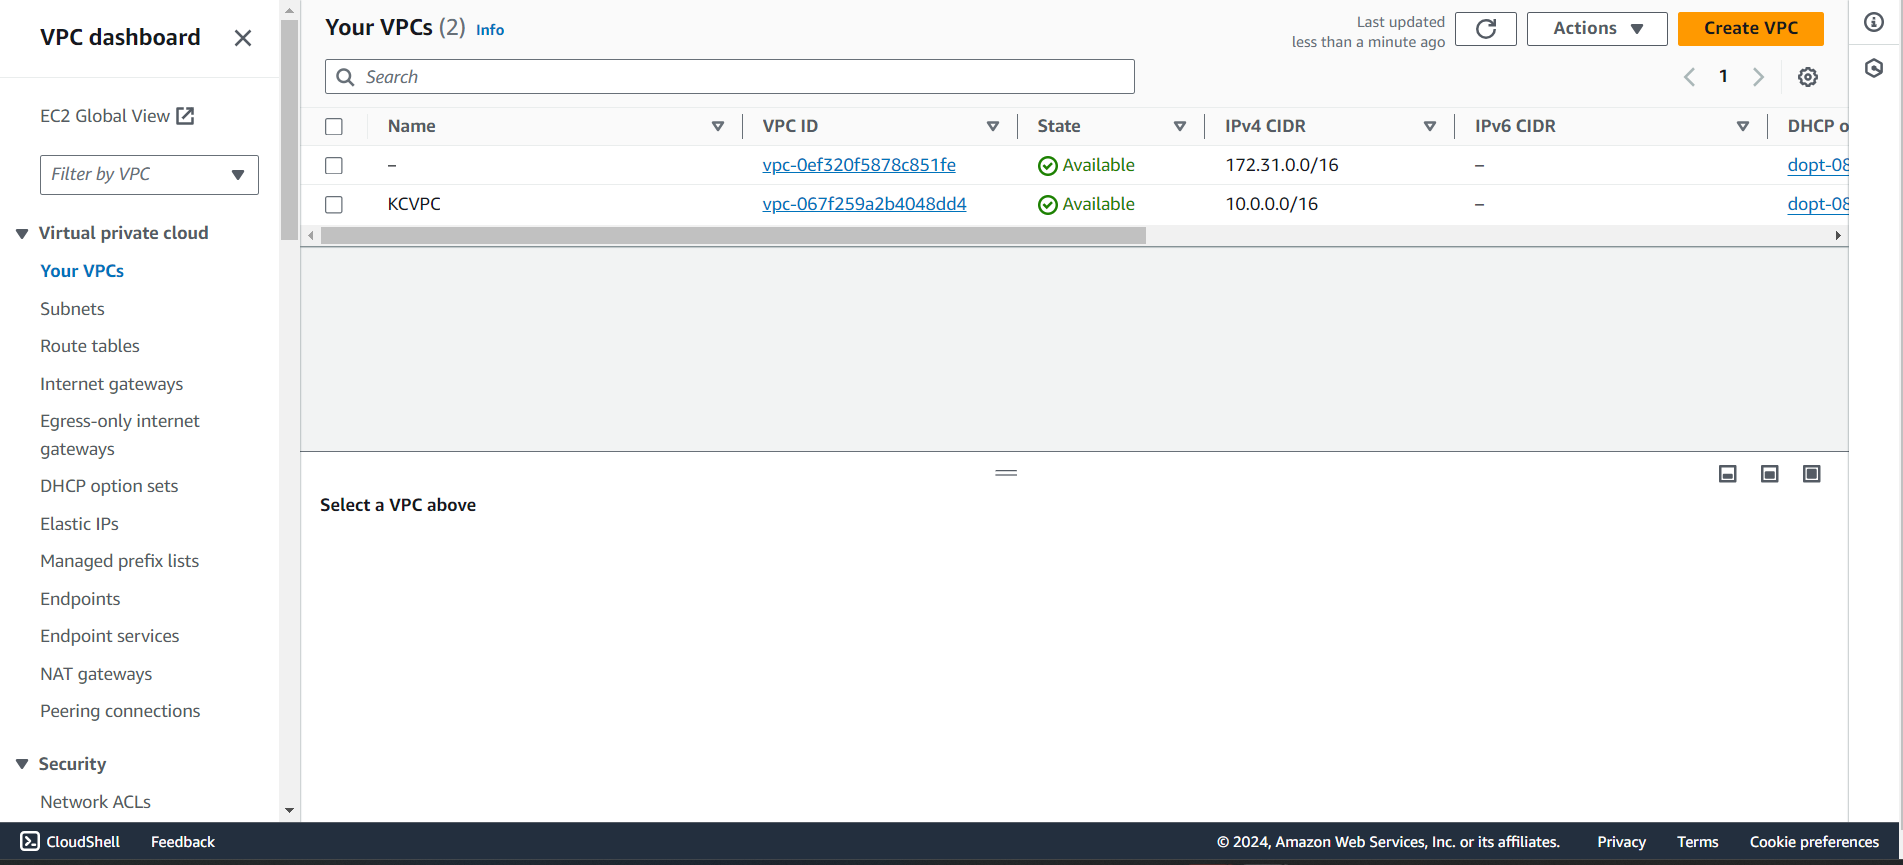 VPC dashboard
EC2 Global View
Filter by VPC
Virtual private cloud
Your VPCs
Subnets
Route tables
Internet gateways
Egress-only internet
gateways
DHCP option sets
Elastic IPs
Managed prefix lists
Endpoints
Endpoint services
NAT gateways
Peering connections
Security
Network ACLs
Your VPCs (2) Info
Last updated
less than a minute ago
Actions
Create VPC
Search
1
Name VPC ID State IPv4 CIDR IPv6 CIDR DHCP o
– vpc-0ef320f5878c851fe Available 172.31.0.0/16 – dopt-08
KCVPC vpc-067f259a2b4048dd4 Available 10.0.0.0/16 – dopt-08
Select a VPC above
CloudShell Feedback © 2024, Amazon Web Services, Inc. or its affiliates. Privacy Terms Cookie preferences